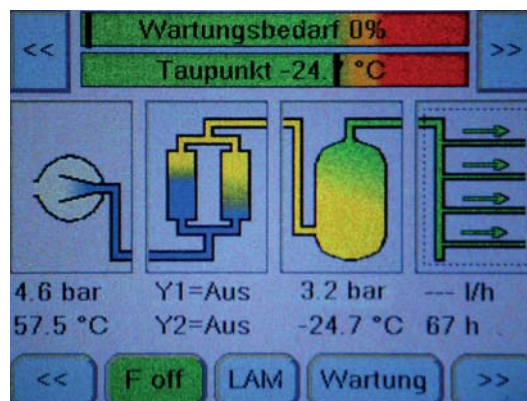 << Wartungsbedarf 0% >>
Taupunkt -24.7 °C
4.6 bar Y1=Aus 3.2 bar --- l/h
57.5 °C Y2=Aus -24.7 °C 67 h
<< F off LAM Wartung >>